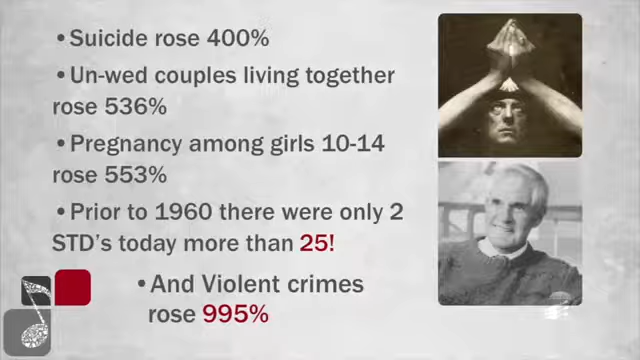 •Suicide rose 400%
•Un-wed couples living together
rose 536%
•Pregnancy among girls 10-14
rose 553%
•Prior to 1960 there were only 2
STD’s today more than 25!
•And Violent crimes
rose 995%